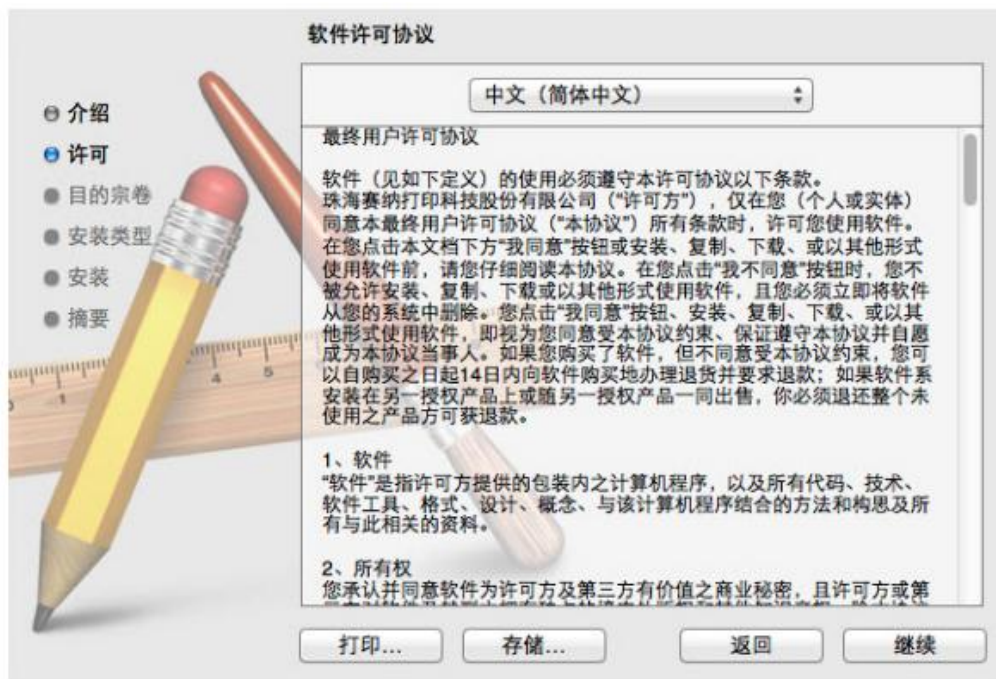 软件许可协议
介绍
许可
目的宗卷
安装类型
安装
摘要
中文（简体中文）
最终用户许可协议
软件（见如下定义）的使用必须遵守本许可协议以下条款。
珠海赛纳打印科技股份有限公司（“许可方”），仅在您（个人或实体）
同意本最终用户许可协议（“本协议”）所有条款时，许可您使用软件。
在您点击本文档下方“我同意”按钮或安装、复制、下载、或以其他形式
使用软件前，请您仔细阅读本协议。在您点击“我不同意”按钮时，您不
被允许安装、复制、下载或以其他形式使用软件，且您必须立即将软件
从您的系统中删除。您点击“我同意”按钮、安装、复制、下载、或以其
他形式使用软件，即视为您同意受本协议约束、保证遵守本协议并自愿
成为本协议当事人。如果您购买了软件，但不同意受本协议约束，您可
以自购买之日起14日内向软件购买地办理退货并要求退款；如果软件系
安装在另一授权产品上或随另一授权产品一同出售，你必须退还整个未
使用之产品方可获退款。
1、软件
“软件”是指许可方提供的包装内之计算机程序，以及所有代码、技术、
软件工具、格式、设计、概念、与该计算机程序结合的方法和构思及所
有与此相关的资料。
2、所有权
您承认并同意软件为许可方及第三方有价值之商业秘密，且许可方或第
打印...
存储...
返回
继续
0 1 4 5